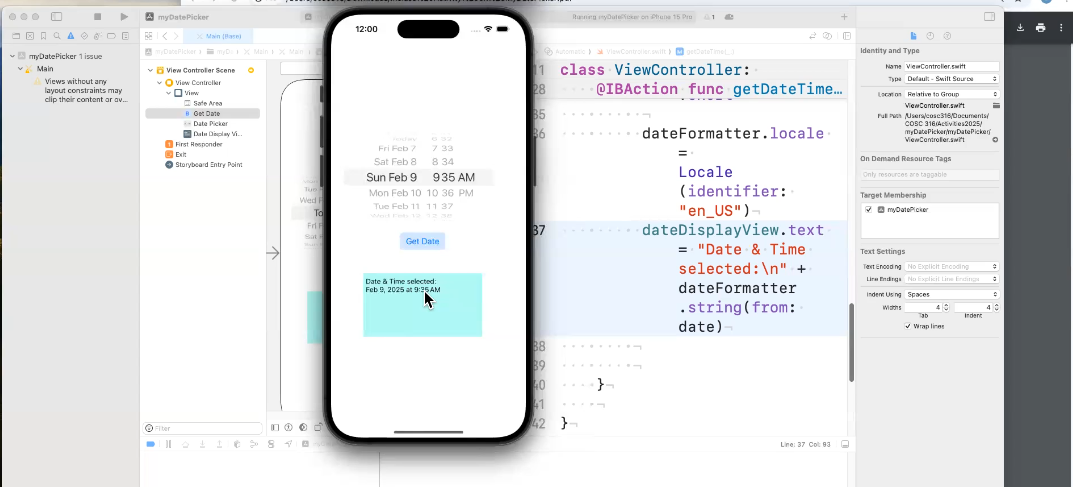 myDatePicker
Running myDatePicker on iPhone 15 Pro
1
Main (Base)
myDatePicker
Main
Automatic
ViewController.swift
getDateTime(_:)
myDatePicker 1 issue
Main
Views without any
layout constraints may
clip their content or ov...
View Controller Scene
View Controller
View
Safe Area
Get Date
Date Picker
Date Display Vi...
First Responder
Exit
Storyboard Entry Point
Filter
12:00
Fri Feb 7 7 33
Sat Feb 8 8 34
Sun Feb 9 9 35 AM
Mon Feb 10 10 36 PM
Tue Feb 11 11 37
Get Date
Date & Time selected:
Feb 9, 2025 at 9:35 AM
11 class ViewController:
28 @IBAction func getDateTime…
35
36 dateFormatter.locale
=
Locale
(identifier:
"en_US")
37 dateDisplayView.text
= "Date & Time
selected:\n" +
dateFormatter
.string(from:
date)
38
39
40 }
41
42 }
Line: 37 Col: 93
Identity and Type
Name ViewController.swift
Type Default - Swift Source
Location Relative to Group
ViewController.swift
Full Path /Users/cosc316/Documents/
COSC 316/Activities2025/
myDatePicker/myDatePicker/
ViewController.swift
On Demand Resource Tags
Only resources are taggable
Target Membership
myDatePicker
Text Settings
Text Encoding No Explicit Encoding
Line Endings No Explicit Line Endings
Indent Using Spaces
Widths 4 4
Tab Indent
Wrap lines